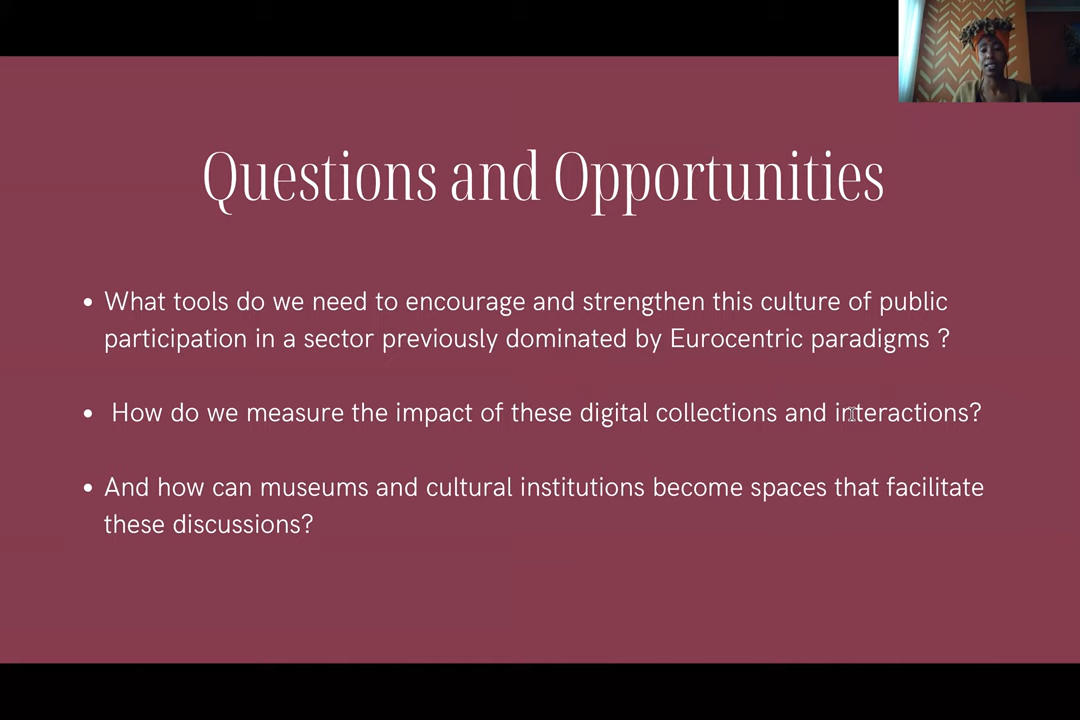 Questions and Opportunities
• What tools do we need to encourage and strengthen this culture of public
participation in a sector previously dominated by Eurocentric paradigms ?
• How do we measure the impact of these digital collections and interactions?
• And how can museums and cultural institutions become spaces that facilitate
these discussions?